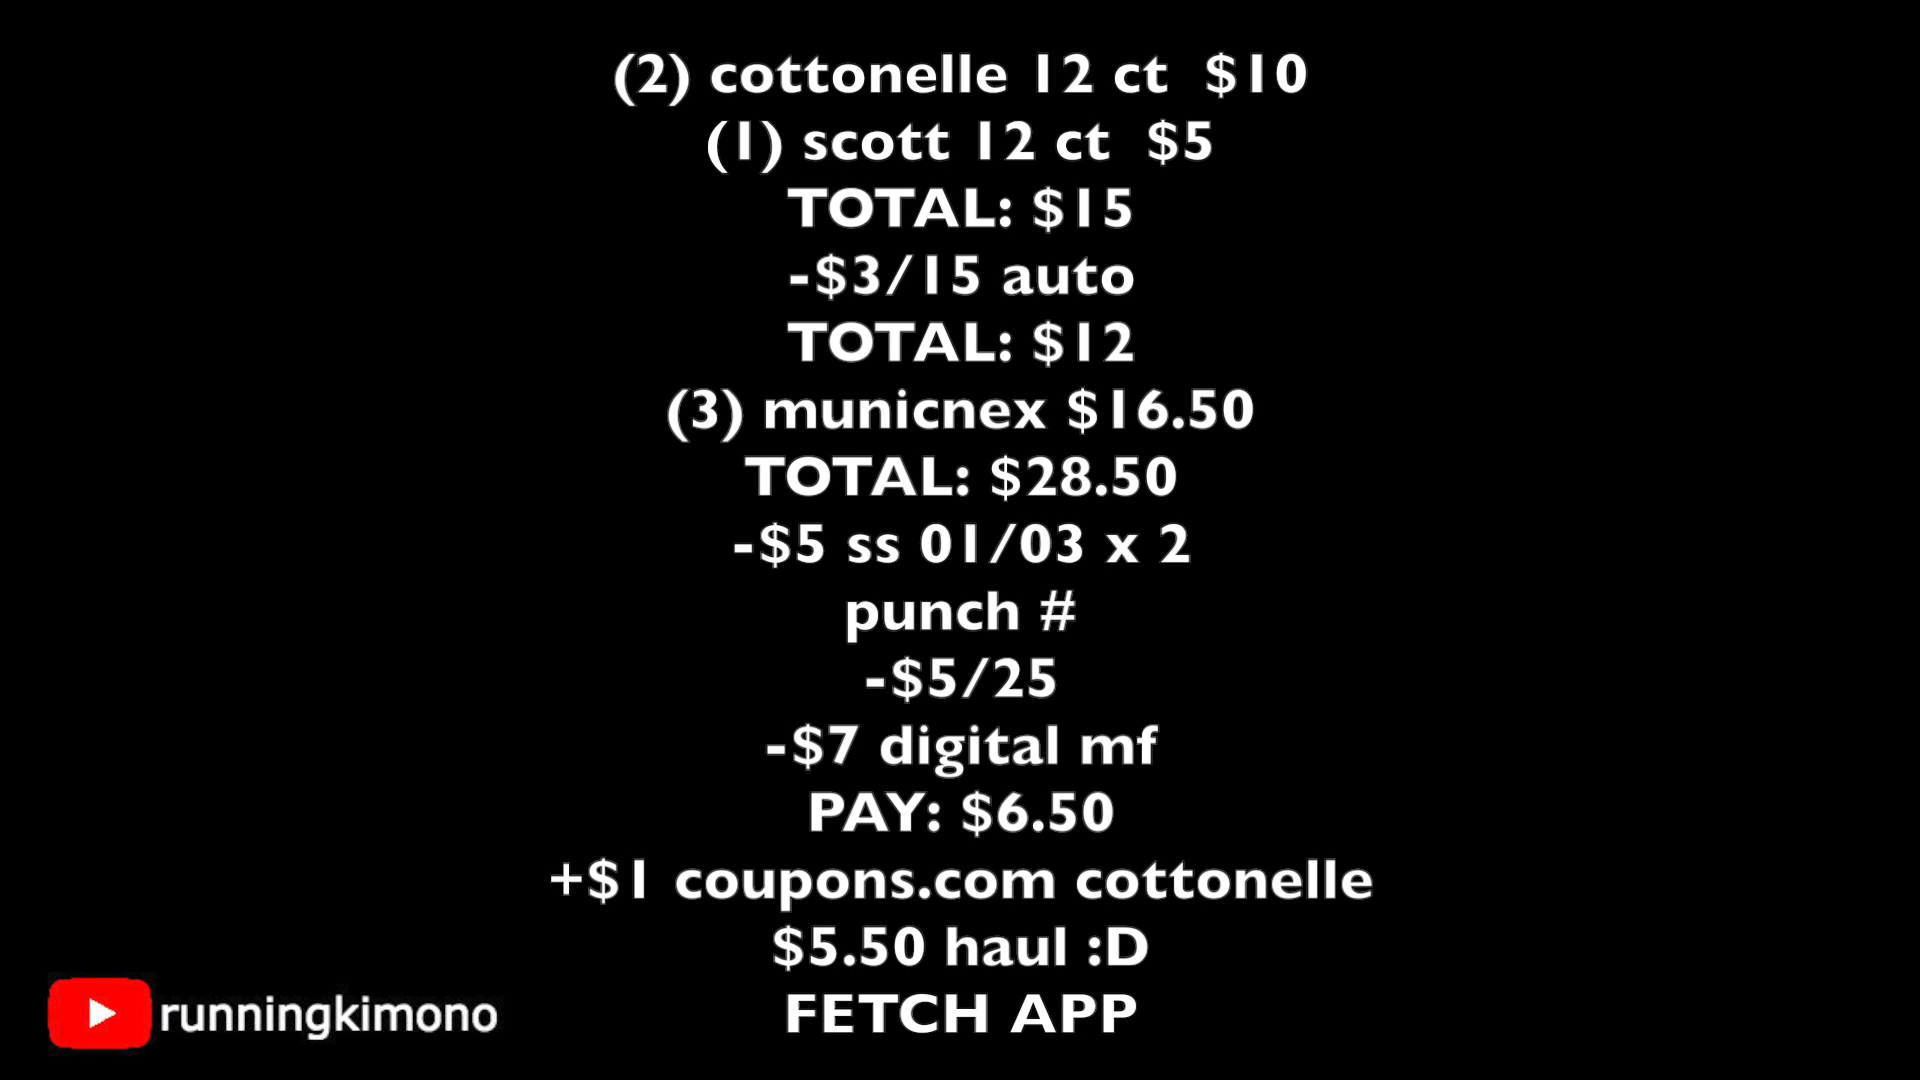 (2) cottonelle 12 ct  $10
(1) scott 12 ct  $5
TOTAL: $15
-$3/15 auto
TOTAL: $12
(3) municnex $16.50
TOTAL: $28.50
-$5 ss 01/03 x 2
punch #
-$5/25
-$7 digital mf
PAY: $6.50
+$1 coupons.com cottonelle
$5.50 haul :D
FETCH APP
runningkimono